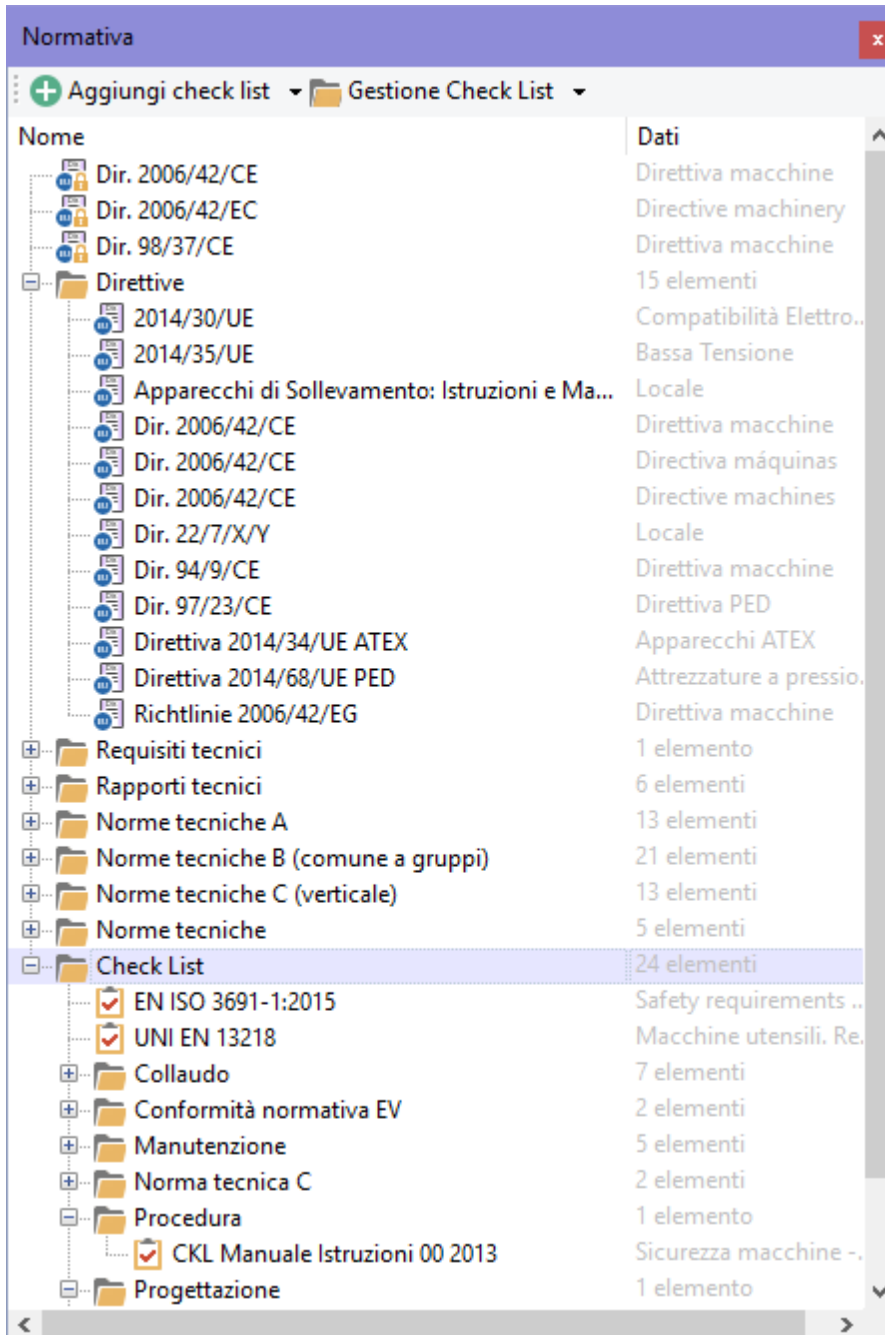 Normativa
Aggiungi check list Gestione Check List
Nome Dati
Dir. 2006/42/CE Direttiva macchine
Dir. 2006/42/EC Directive machinery
Dir. 98/37/CE Direttiva macchine
Direttive 15 elementi
2014/30/UE Compatibilità Elettro..
2014/35/UE Bassa Tensione
Apparecchi di Sollevamento: Istruzioni e Ma... Locale
Dir. 2006/42/CE Direttiva macchine
Dir. 2006/42/CE Directiva máquinas
Dir. 2006/42/CE Directive machines
Dir. 22/7/X/Y Locale
Dir. 94/9/CE Direttiva macchine
Dir. 97/23/CE Direttiva PED
Direttiva 2014/34/UE ATEX Apparecchi ATEX
Direttiva 2014/68/UE PED Attrezzature a pressio.
Richtlinie 2006/42/EG Direttiva macchine
Requisiti tecnici 1 elemento
Rapporti tecnici 6 elementi
Norme tecniche A 13 elementi
Norme tecniche B (comune a gruppi) 21 elementi
Norme tecniche C (verticale) 13 elementi
Norme tecniche 5 elementi
Check List 24 elementi
EN ISO 3691-1:2015 Safety requirements ..
UNI EN 13218 Macchine utensili. Re.
Collaudo 7 elementi
Conformità normativa EV 2 elementi
Manutenzione 5 elementi
Norma tecnica C 2 elementi
Procedura 1 elemento
CKL Manuale Istruzioni 00 2013 Sicurezza macchine -.
Progettazione 1 elemento